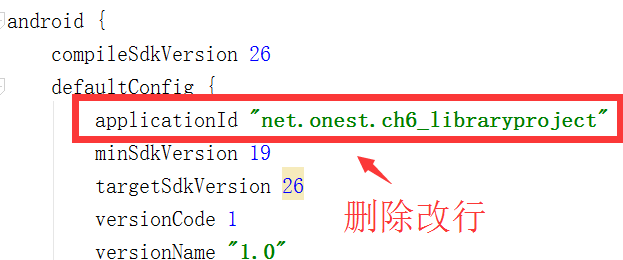 android {
compileSdkVersion 26
defaultConfig {
applicationId "net.onest.ch6_libraryproject"
minSdkVersion 19
targetSdkVersion 26
versionCode 1
versionName "1.0"
删除改行